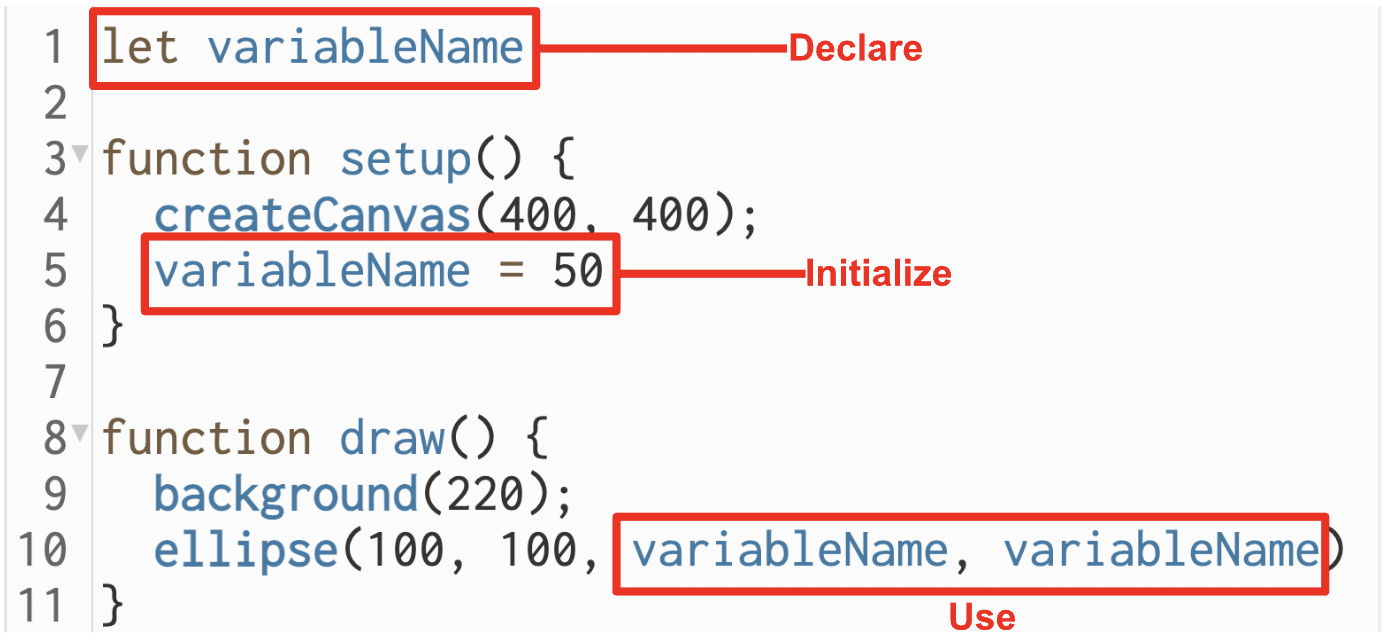 1 let variableName Declare
2
3 function setup() {
4 createCanvas(400, 400);
5 variableName = 50 Initialize
6 }
7
8 function draw() {
9 background(220);
10 ellipse(100, 100, variableName, variableName)
11 }
Use